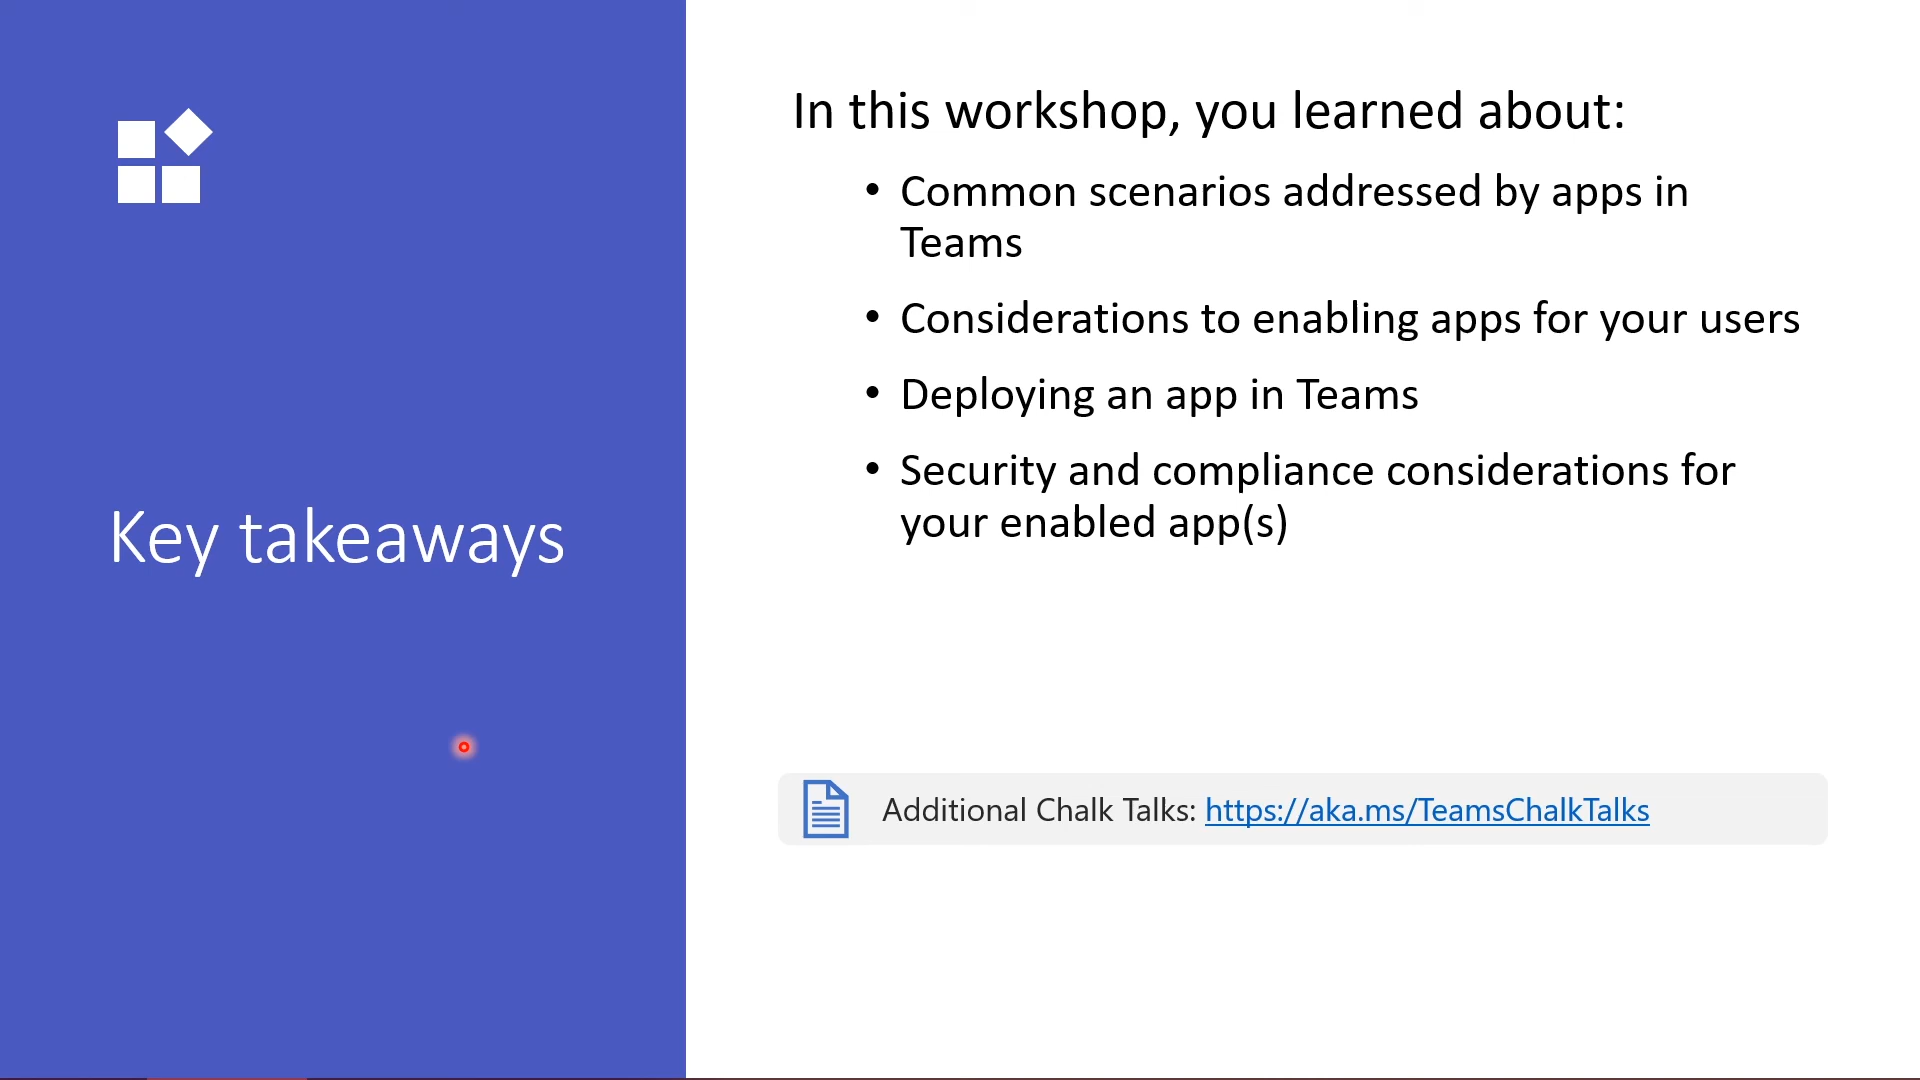 Key takeaways
In this workshop, you learned about:
• Common scenarios addressed by apps in
Teams
• Considerations to enabling apps for your users
• Deploying an app in Teams
• Security and compliance considerations for
your enabled app(s)
Additional Chalk Talks: https://aka.ms/TeamsChalkTalks